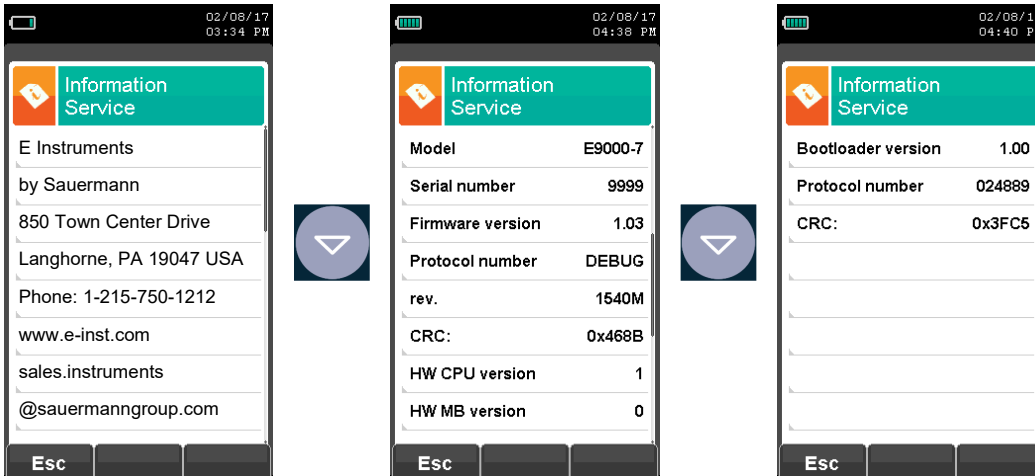 02/08/17
03:34 PM
Information
Service
E Instruments
by Sauermann
850 Town Center Drive
Langhorne, PA 19047 USA
Phone: 1-215-750-1212
www.e-inst.com
sales.instruments
@sauermanngroup.com
Esc
02/08/17
04:38 PM
Information
Service
Model E9000-7
Serial number 9999
Firmware version 1.03
Protocol number DEBUG
rev. 1540M
CRC: 0x468B
HW CPU version 1
HW MB version 0
Esc
02/08/1
04:40 P
Information
Service
Bootloader version 1.00
Protocol number 024889
CRC: 0x3FC5
Esc